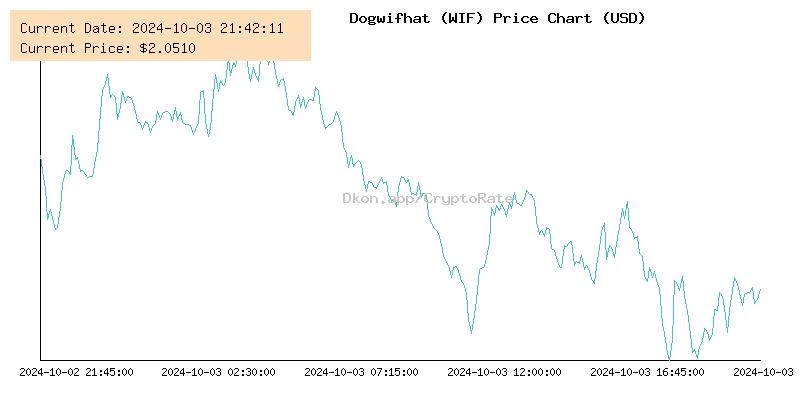 Dogwifhat (WIF) Price Chart (USD)
Current Date: 2024-10-03 21:42:11
Current Price: $2.0510
Dkon.app/CryptoRate
2024-10-02 21:45:00 2024-10-03 02:30:00 2024-10-03 07:15:00 2024-10-03 12:00:00 2024-10-03 16:45:00 2024-10-03